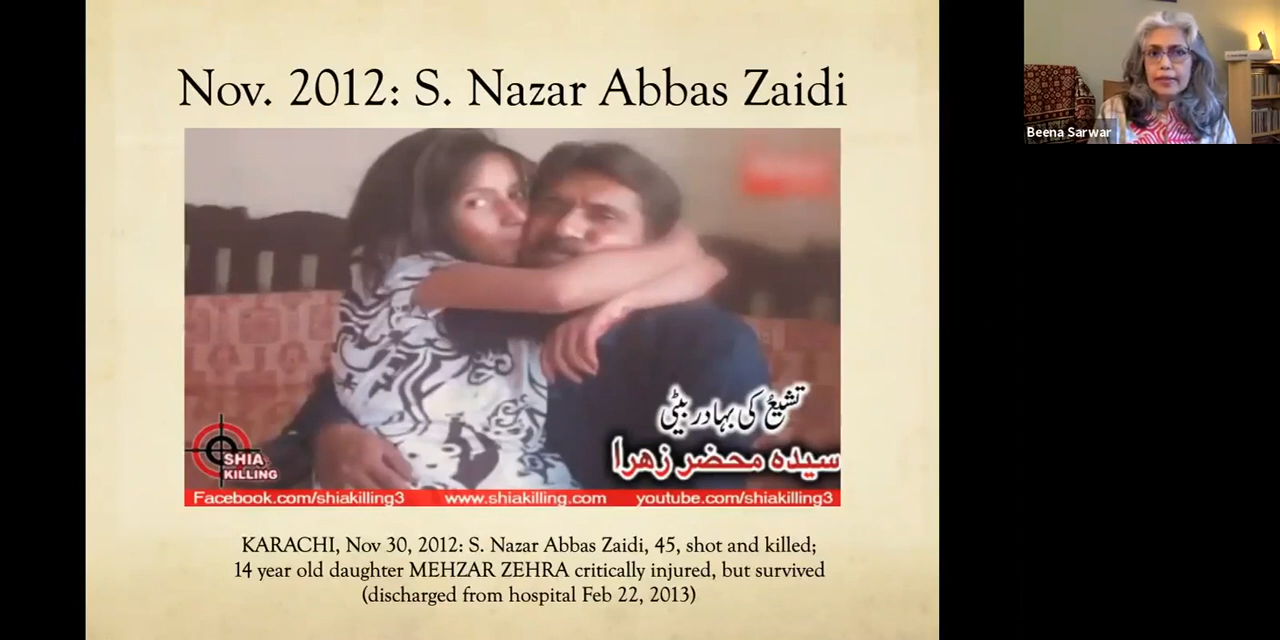 Nov. 2012: S. Nazar Abbas Zaidi
Beena Sarwar
تشیعُ کی بہادر بیٹی
سیدہ محضر زهرا
SHIA
KILLING
Facebook.com/shiakilling3 www.shiakilling.com youtube.com/shiakilling3
KARACHI, Nov 30, 2012: S. Nazar Abbas Zaidi, 45, shot and killed;
14 year old daughter MEHZAR ZEHRA critically injured, but survived
(discharged from hospital Feb 22, 2013)